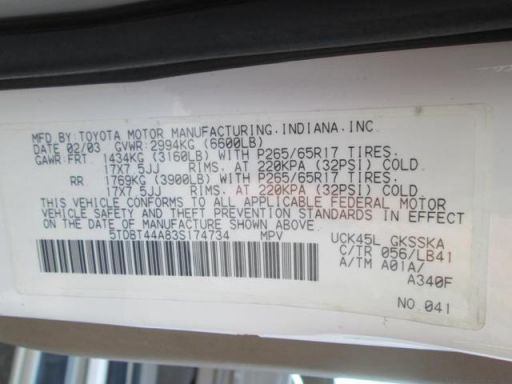 MFD.BY:TOYOTA MOTOR MANUFACTURING.INDIANA.INC
DATE 02/03 GVWR:2994KG (6600LB)
GAWR:FRT 1434KG (3160LB) WITH P265/65R17 TIRES.
17X7.5JJ RIMS. AT 220KPA (32PSI) COLD
RR 1769KG (3900LB) WITH P265/65R17 TIRES.
17X7.5JJ RIMS. AT 220KPA (32PSI) COLD.
THIS VEHICLE CONFORMS TO ALL APPLICABLE FEDERAL MOTOR
VEHICLE SAFETY AND THEFT PREVENTION STANDARDS IN EFFECT
ON THE DATE OF MANUFACTURE SHOWN ABOVE.
5TDBT44A83S174734 MPV UCK45L GKSSKA
C/TR 056/LB41
A/TM A01A/
A340F
NO.041